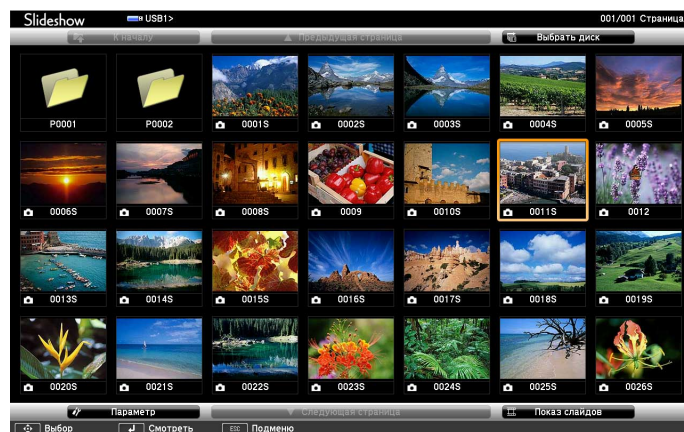 Slideshow USB1> 001/001 Страница
К началу Предыдущая страница Выбрать диск
P0001 P0002 0001S 0002S 0003S 0004S 0005S
0006S 0007S 0008S 0009 0010S 0011S 0012
0013S 0014S 0015S 0016S 0017S 0018S 0019S
0020S 0021S 0022S 0023S 0024S 0025S 0026S
Параметр Следующая страница Показ слайдов
Выбор Смотреть ESC Подменю